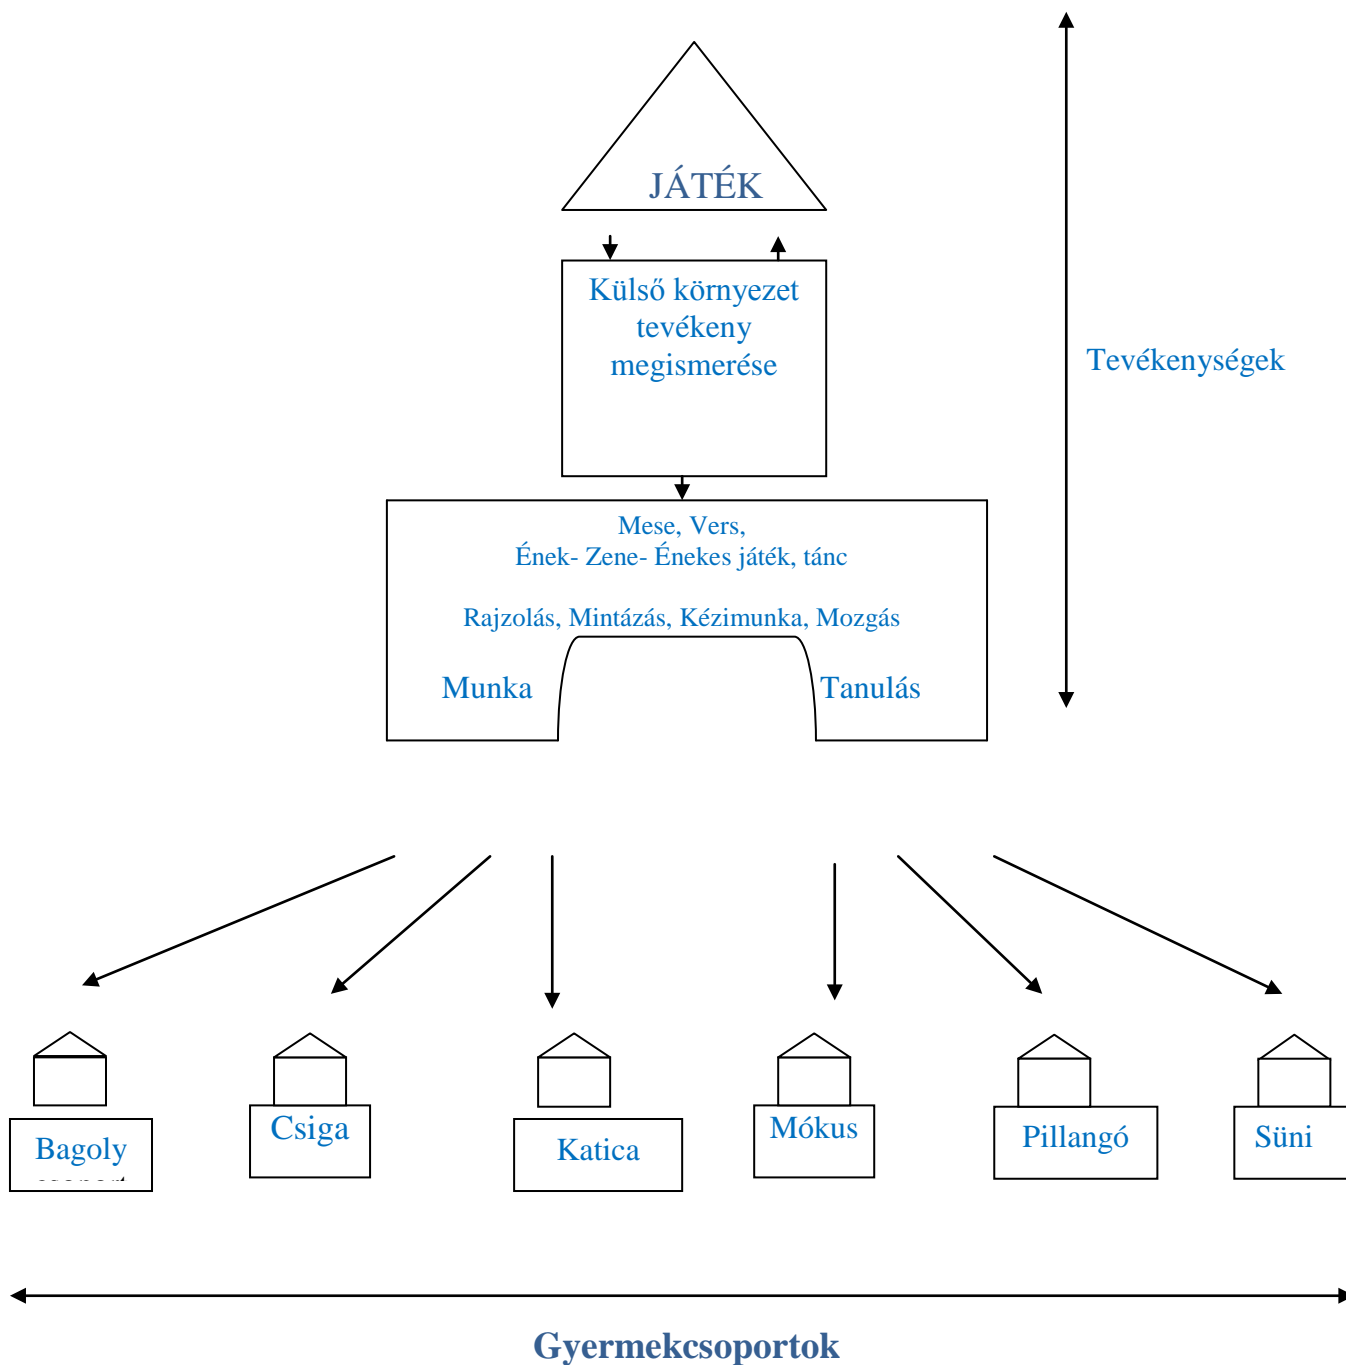 JÁTÉK
Külső környezet
tevékeny
megismerése
Tevékenységek
Mese, Vers,
Ének- Zene- Énekes játék, tánc
Rajzolás, Mintázás, Kézimunka, Mozgás
Munka
Tanulás
Bagoly
Csiga
Katica
Mókus
Pillangó
Süni
Gyermekcsoportok